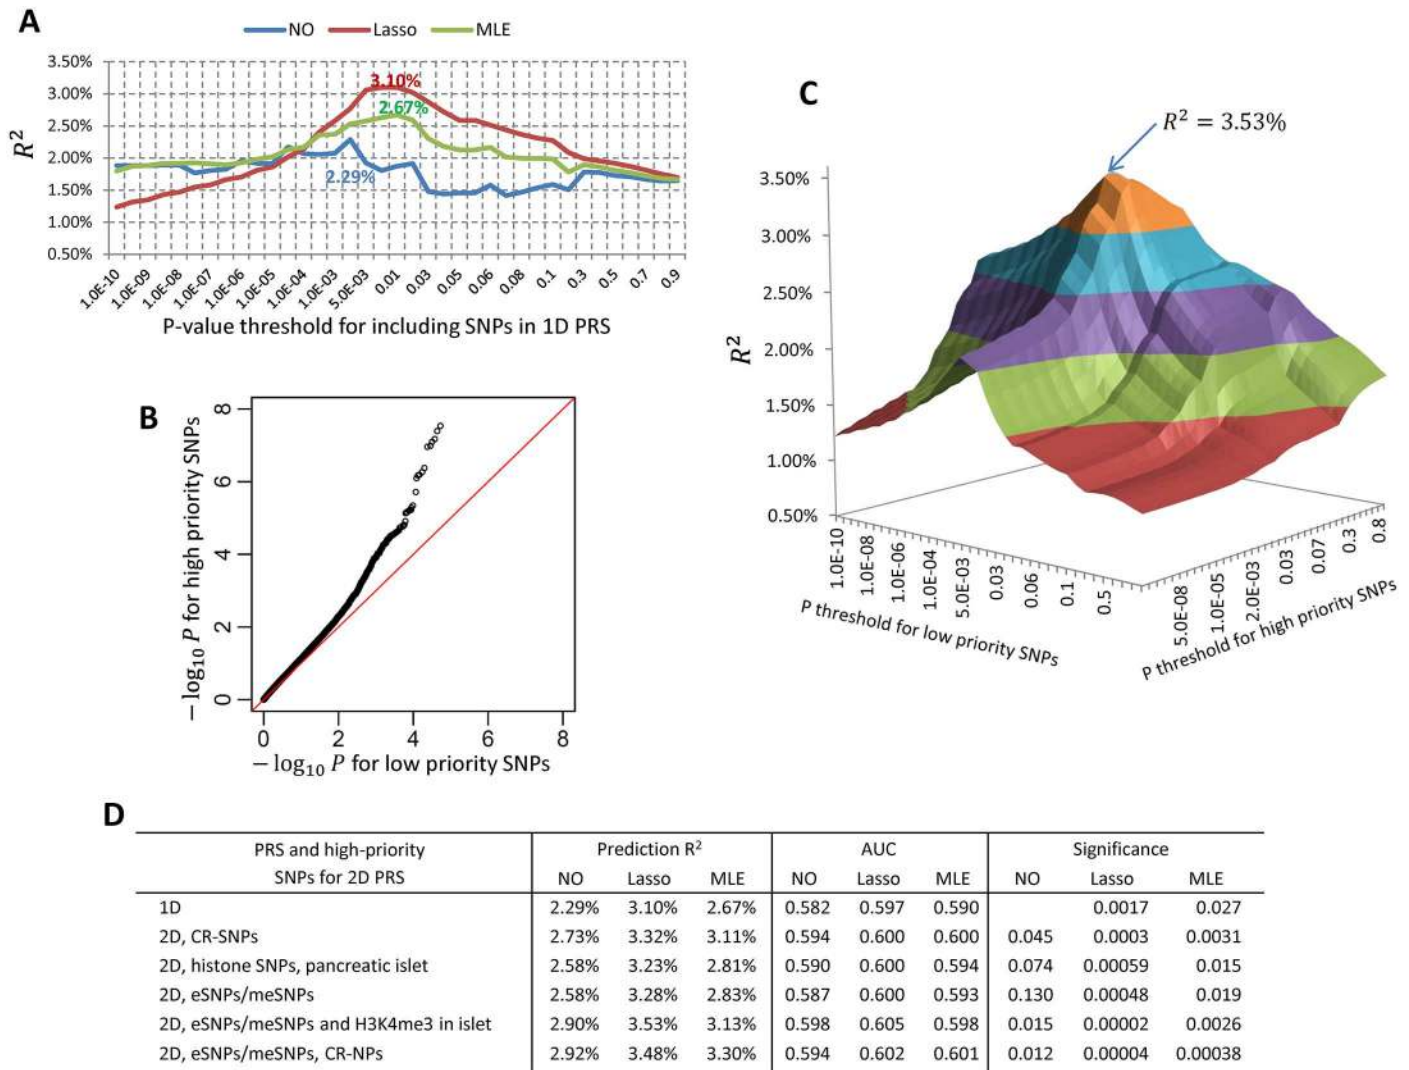 A
NO Lasso MLE
3.50%
3.00%
2.50%
2.00%
1.50%
1.00%
0.50%
R²
3.10%
2.67%
2.29%
1.0E-10 1.0E-09 1.0E-08 1.0E-07 1.0E-06 1.0E-05 1.0E-04 1.0E-03 5.0E-03 0.01 0.03 0.05 0.06 0.08 0.1 0.3 0.5 0.7 0.9
P-value threshold for including SNPs in 1D PRS
B
8
6
4
2
0
− log₁₀ P for high priority SNPs
0 2 4 6 8
− log₁₀ P for low priority SNPs
C
R² = 3.53%
3.50%
3.00%
2.50%
2.00%
1.50%
1.00%
0.50%
R²
1.0E-10 1.0E-08 1.0E-06 1.0E-04 5.0E-03 0.03 0.06 0.1 0.5
P threshold for low priority SNPs
5.0E-08 1.0E-05 2.0E-03 0.03 0.07 0.3 0.8
P threshold for high priority SNPs
D
PRS and high-priority Prediction R² AUC Significance
SNPs for 2D PRS NO Lasso MLE NO Lasso MLE NO Lasso MLE
1D 2.29% 3.10% 2.67% 0.582 0.597 0.590 0.0017 0.027
2D, CR-SNPs 2.73% 3.32% 3.11% 0.594 0.600 0.600 0.045 0.0003 0.0031
2D, histone SNPs, pancreatic islet 2.58% 3.23% 2.81% 0.590 0.600 0.594 0.074 0.00059 0.015
2D, eSNPs/meSNPs 2.58% 3.28% 2.83% 0.587 0.600 0.593 0.130 0.00048 0.019
2D, eSNPs/meSNPs and H3K4me3 in islet 2.90% 3.53% 3.13% 0.598 0.605 0.598 0.015 0.00002 0.0026
2D, eSNPs/meSNPs, CR-NPs 2.92% 3.48% 3.30% 0.594 0.602 0.601 0.012 0.00004 0.00038